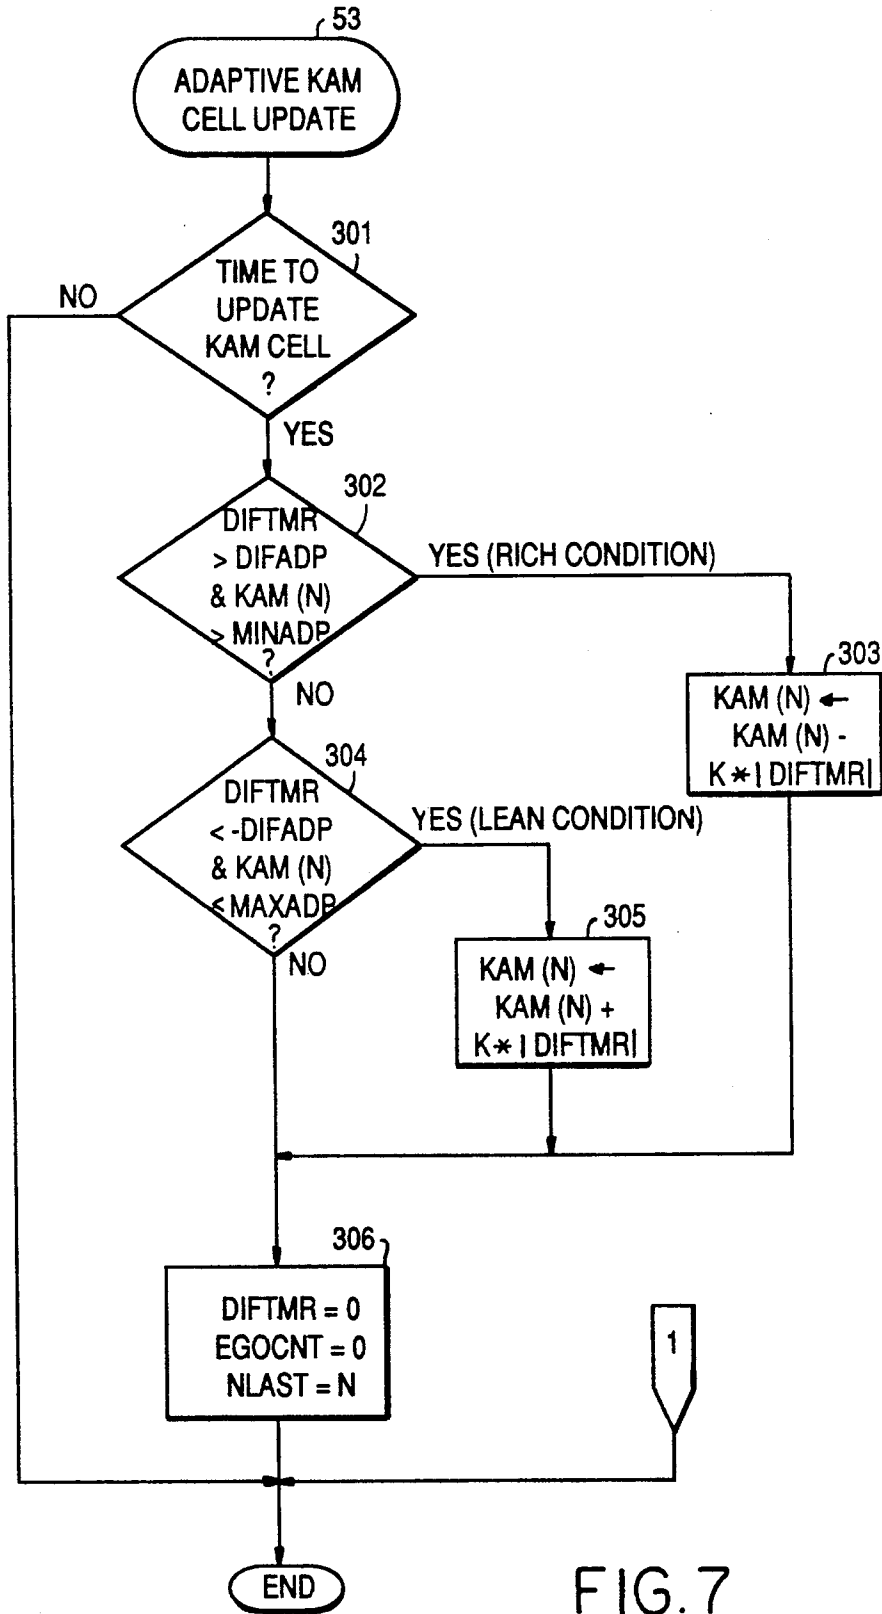 53
ADAPTIVE KAM
CELL UPDATE
301
TIME TO
UPDATE
KAM CELL
?
NO
YES
302
DIFTMR
> DIFADP
& KAM (N)
> MINADP
?
YES (RICH CONDITION)
NO
303
KAM (N) ←
KAM (N) -
K*|DIFTMR|
304
DIFTMR
< -DIFADP
& KAM (N)
< MAXADP
?
YES (LEAN CONDITION)
NO
305
KAM (N) ←
KAM (N) +
K*|DIFTMR|
306
DIFTMR = 0
EGOCNT = 0
NLAST = N
1
END
FIG.7